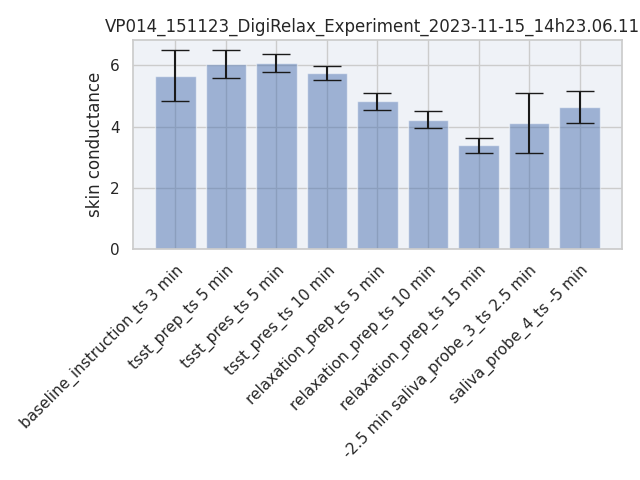 VP014_151123_DigiRelax_Experiment_2023-11-15_14h23.06.11
skin conductance
6
4
2
0
baseline_instruction_ts 3 min
tsst_prep_ts 5 min
tsst_pres_ts 5 min
tsst_pres_ts 10 min
relaxation_prep_ts 5 min
relaxation_prep_ts 10 min
relaxation_prep_ts 15 min
-2.5 min saliva_probe_3_ts 2.5 min
saliva_probe_4_ts -5 min